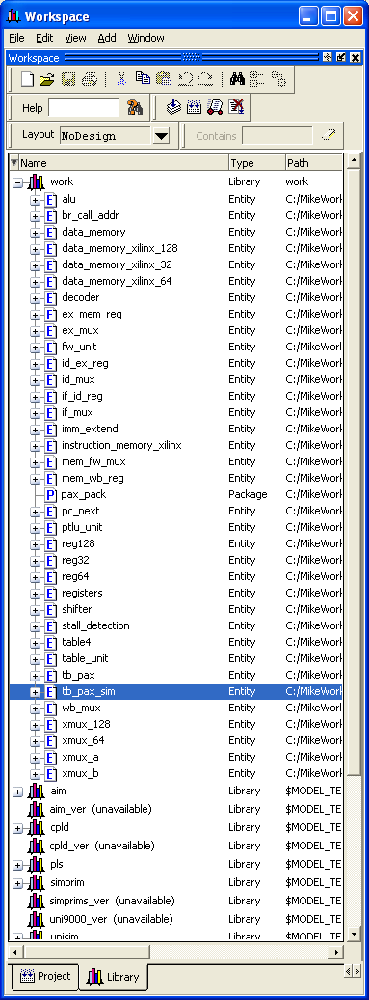 Workspace
File Edit View Add Window
Workspace
Help
Layout NoDesign Contains
Name Type Path
work Library work
E alu Entity C:/MikeWork
E br_call_addr Entity C:/MikeWork
E data_memory Entity C:/MikeWork
E data_memory_xilinx_128 Entity C:/MikeWork
E data_memory_xilinx_32 Entity C:/MikeWork
E data_memory_xilinx_64 Entity C:/MikeWork
E decoder Entity C:/MikeWork
E ex_mem_reg Entity C:/MikeWork
E ex_mux Entity C:/MikeWork
E fw_unit Entity C:/MikeWork
E id_ex_reg Entity C:/MikeWork
E id_mux Entity C:/MikeWork
E if_id_reg Entity C:/MikeWork
E if_mux Entity C:/MikeWork
E imm_extend Entity C:/MikeWork
E instruction_memory_xilinx Entity C:/MikeWork
E mem_fw_mux Entity C:/MikeWork
E mem_wb_reg Entity C:/MikeWork
P pax_pack Package C:/MikeWork
E pc_next Entity C:/MikeWork
E ptlu_unit Entity C:/MikeWork
E reg128 Entity C:/MikeWork
E reg32 Entity C:/MikeWork
E reg64 Entity C:/MikeWork
E registers Entity C:/MikeWork
E shifter Entity C:/MikeWork
E stall_detection Entity C:/MikeWork
E table4 Entity C:/MikeWork
E table_unit Entity C:/MikeWork
E tb_pax Entity C:/MikeWork
E tb_pax_sim Entity C:/MikeWork
E wb_mux Entity C:/MikeWork
E xmux_128 Entity C:/MikeWork
E xmux_64 Entity C:/MikeWork
E xmux_a Entity C:/MikeWork
E xmux_b Entity C:/MikeWork
aim Library $MODEL_TE
aim_ver (unavailable) Library $MODEL_TE
cpld Library $MODEL_TE
cpld_ver (unavailable) Library $MODEL_TE
pls Library $MODEL_TE
simprim Library $MODEL_TE
simprims_ver (unavailable) Library $MODEL_TE
uni9000_ver (unavailable) Library $MODEL_TE
unisim Library $MODEL_TE
Project Library